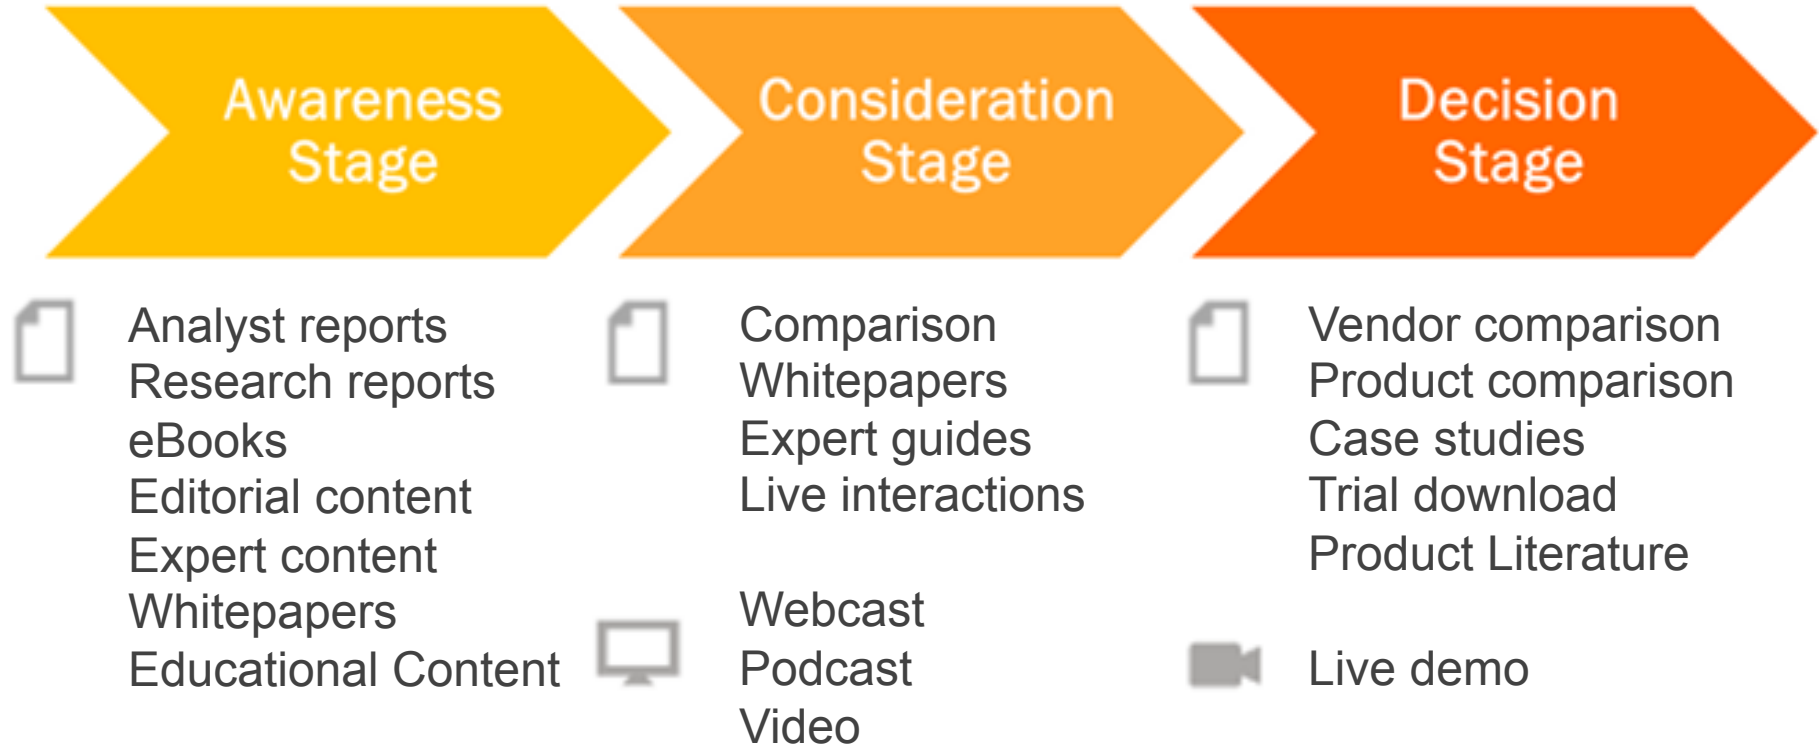 Awareness
Stage
Consideration
Stage
Decision
Stage
Analyst reports
Research reports
eBooks
Editorial content
Expert content
Whitepapers
Educational Content
Comparison
Whitepapers
Expert guides
Live interactions
Webcast
Podcast
Video
Vendor comparison
Product comparison
Case studies
Trial download
Product Literature
Live demo